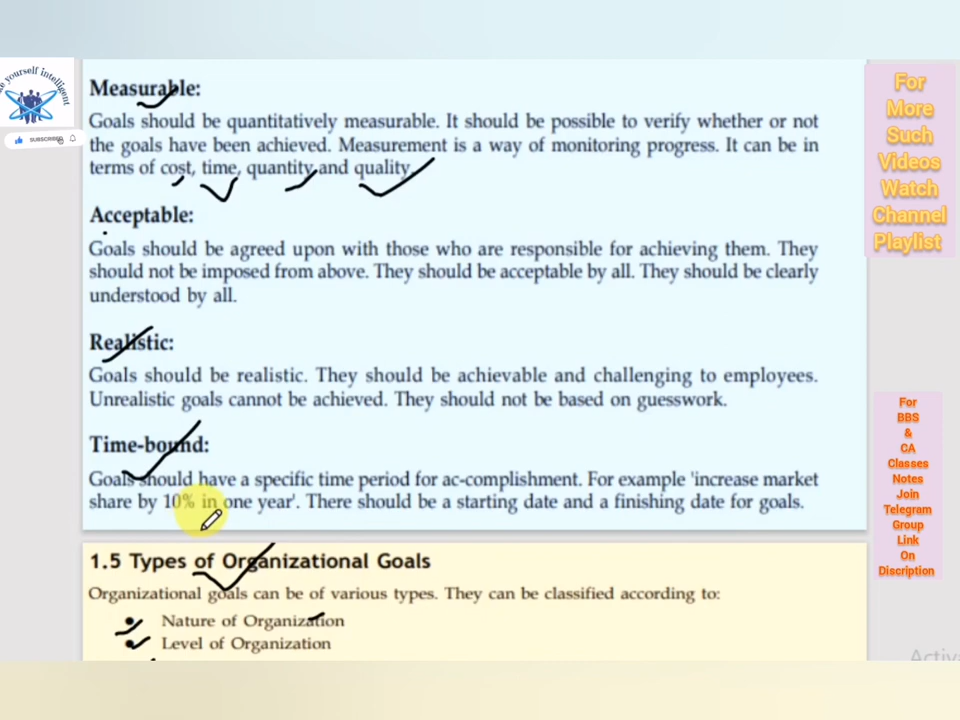 yourself intelligent
SUBSCRIBED
Measurable:
Goals should be quantitatively measurable. It should be possible to verify whether or not
the goals have been achieved. Measurement is a way of monitoring progress. It can be in
terms of cost, time, quantity and quality.
Acceptable:
Goals should be agreed upon with those who are responsible for achieving them. They
should not be imposed from above. They should be acceptable by all. They should be clearly
understood by all.
Realistic:
Goals should be realistic. They should be achievable and challenging to employees.
Unrealistic goals cannot be achieved. They should not be based on guesswork.
Time-bound:
Goals should have a specific time period for ac-complishment. For example 'increase market
share by 10% in one year'. There should be a starting date and a finishing date for goals.
1.5 Types of Organizational Goals
Organizational goals can be of various types. They can be classified according to:
• Nature of Organization
• Level of Organization
For
More
Such
Videos
Watch
Channel
Playlist
For
BBS
&
CA
Classes
Notes
Join
Telegram
Group
Link
On
Discription